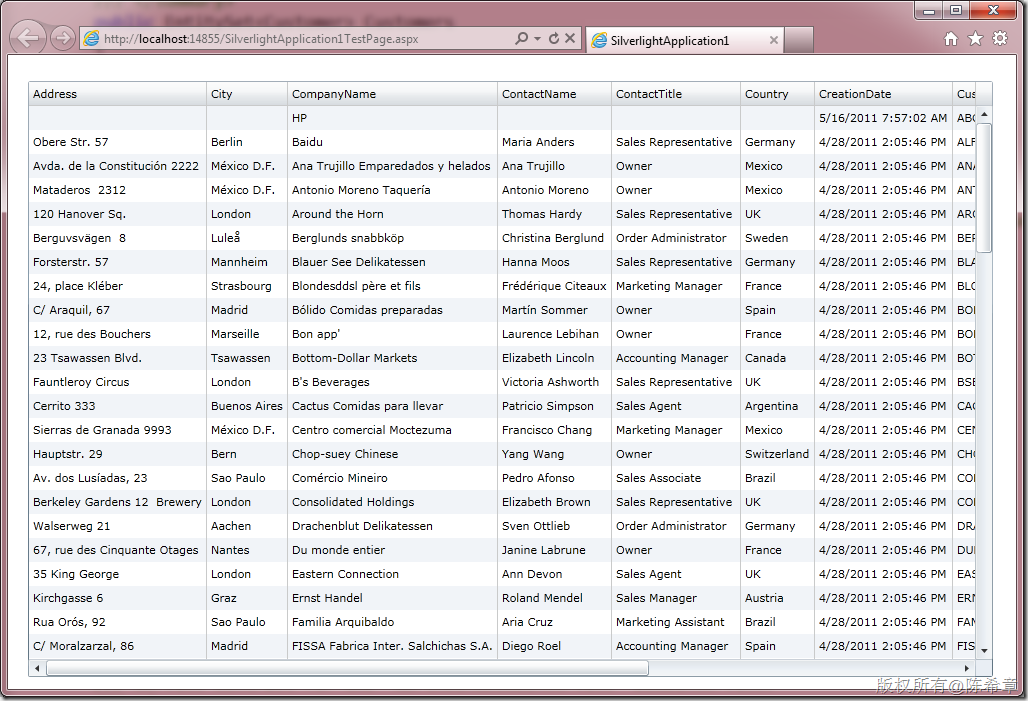 public EntitySet<Customer> Customers
http://localhost:14855/SilverlightApplication1TestPage.aspx SilverlightApplication1
Address City CompanyName ContactName ContactTitle Country CreationDate Cus
HP 5/16/2011 7:57:02 AM ABC
Obere Str. 57 Berlin Baidu Maria Anders Sales Representative Germany 4/28/2011 2:05:46 PM ALF
Avda. de la Constitución 2222 México D.F. Ana Trujillo Emparedados y helados Ana Trujillo Owner Mexico 4/28/2011 2:05:46 PM ANA
Mataderos  2312 México D.F. Antonio Moreno Taquería Antonio Moreno Owner Mexico 4/28/2011 2:05:46 PM ANT
120 Hanover Sq. London Around the Horn Thomas Hardy Sales Representative UK 4/28/2011 2:05:46 PM ARO
Berguvsvägen  8 Luleå Berglunds snabbköp Christina Berglund Order Administrator Sweden 4/28/2011 2:05:46 PM BER
Forsterstr. 57 Mannheim Blauer See Delikatessen Hanna Moos Sales Representative Germany 4/28/2011 2:05:46 PM BLA
24, place Kléber Strasbourg Blondesddsl père et fils Frédérique Citeaux Marketing Manager France 4/28/2011 2:05:46 PM BLO
C/ Araquil, 67 Madrid Bólido Comidas preparadas Martín Sommer Owner Spain 4/28/2011 2:05:46 PM BOL
12, rue des Bouchers Marseille Bon app' Laurence Lebihan Owner France 4/28/2011 2:05:46 PM BON
23 Tsawassen Blvd. Tsawassen Bottom-Dollar Markets Elizabeth Lincoln Accounting Manager Canada 4/28/2011 2:05:46 PM BOT
Fauntleroy Circus London B's Beverages Victoria Ashworth Sales Representative UK 4/28/2011 2:05:46 PM BSB
Cerrito 333 Buenos Aires Cactus Comidas para llevar Patricio Simpson Sales Agent Argentina 4/28/2011 2:05:46 PM CAC
Sierras de Granada 9993 México D.F. Centro comercial Moctezuma Francisco Chang Marketing Manager Mexico 4/28/2011 2:05:46 PM CEN
Hauptstr. 29 Bern Chop-suey Chinese Yang Wang Owner Switzerland 4/28/2011 2:05:46 PM CHO
Av. dos Lusíadas, 23 Sao Paulo Comércio Mineiro Pedro Afonso Sales Associate Brazil 4/28/2011 2:05:46 PM COM
Berkeley Gardens 12  Brewery London Consolidated Holdings Elizabeth Brown Sales Representative UK 4/28/2011 2:05:46 PM CON
Walserweg 21 Aachen Drachenblut Delikatessen Sven Ottlieb Order Administrator Germany 4/28/2011 2:05:46 PM DRA
67, rue des Cinquante Otages Nantes Du monde entier Janine Labrune Owner France 4/28/2011 2:05:46 PM DUM
35 King George London Eastern Connection Ann Devon Sales Agent UK 4/28/2011 2:05:46 PM EAS
Kirchgasse 6 Graz Ernst Handel Roland Mendel Sales Manager Austria 4/28/2011 2:05:46 PM ERN
Rua Orós, 92 Sao Paulo Familia Arquibaldo Aria Cruz Marketing Assistant Brazil 4/28/2011 2:05:46 PM FAM
C/ Moralzarzal, 86 Madrid FISSA Fabrica Inter. Salchichas S.A. Diego Roel Accounting Manager Spain 4/28/2011 2:05:46 PM FIS
版权所有@陈希章